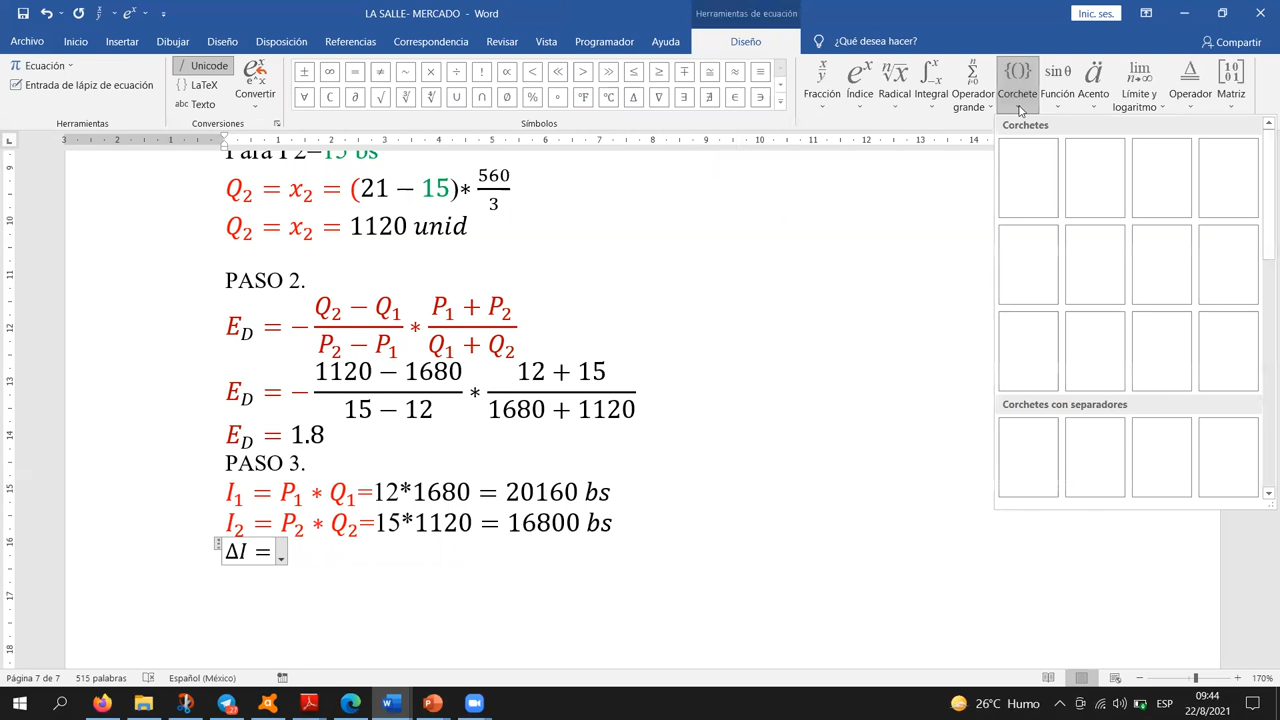 LA SALLE- MERCADO - Word
Herramientas de ecuación
Inic. ses.
Archivo Inicio Insertar Dibujar Diseño Disposición Referencias Correspondencia Revisar Vista Programador Ayuda Diseño ¿Qué desea hacer? Compartir
π Ecuación
Entrada de lápiz de ecuación
Herramientas
Unicode
LaTeX
abc Texto
Convertir
Conversiones
± ∞ = ≠ ~ × ÷ ! ∝ < ≪ > ≫ ≤ ≥ ∓ ≅ ≈ ≡
∀ ∁ ∂ √ ∛ ∜ ∪ ∩ ∅ % ° °F °C ∆ ∇ ∃ ∄ ∈ ∋
Símbolos
Fracción Índice Radical Integral Operador grande Corchete Función Acento Límite y logaritmo Operador Matriz
Corchetes
Corchetes con separadores
Para P2=15 bs
Q₂ = x₂ = (21 − 15)∗ 560/3
Q₂ = x₂ = 1120 unid
PASO 2.
E_D = − (Q₂ − Q₁)/(P₂ − P₁) ∗ (P₁ + P₂)/(Q₁ + Q₂)
E_D = − (1120 − 1680)/(15 − 12) ∗ (12 + 15)/(1680 + 1120)
E_D = 1.8
PASO 3.
I₁ = P₁ ∗ Q₁=12*1680 = 20160 bs
I₂ = P₂ ∗ Q₂=15*1120 = 16800 bs
ΔI =
Página 7 de 7 515 palabras Español (México) 170%
26°C Humo ESP 09:44
22/8/2021